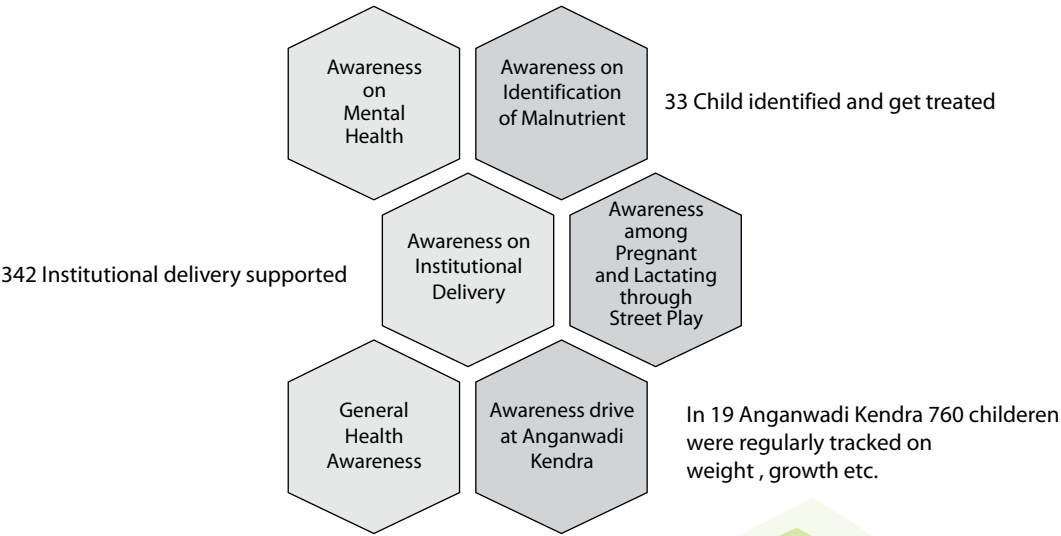 Awareness
on
Mental
Health
Awareness on
Identification
of Malnutrient
33 Child identified and get treated
342 Institutional delivery supported
Awareness on
Institutional
Delivery
Awareness
among
Pregnant
and Lactating
through
Street Play
General
Health
Awareness
Awareness drive
at Anganwadi
Kendra
In 19 Anganwadi Kendra 760 childeren
were regularly tracked on
weight , growth etc.